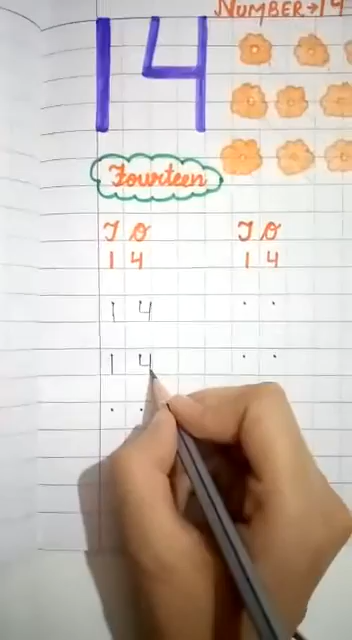 NUMBER→14
14
Fourteen
T O T O
1 4 1 4
1 4
1 4